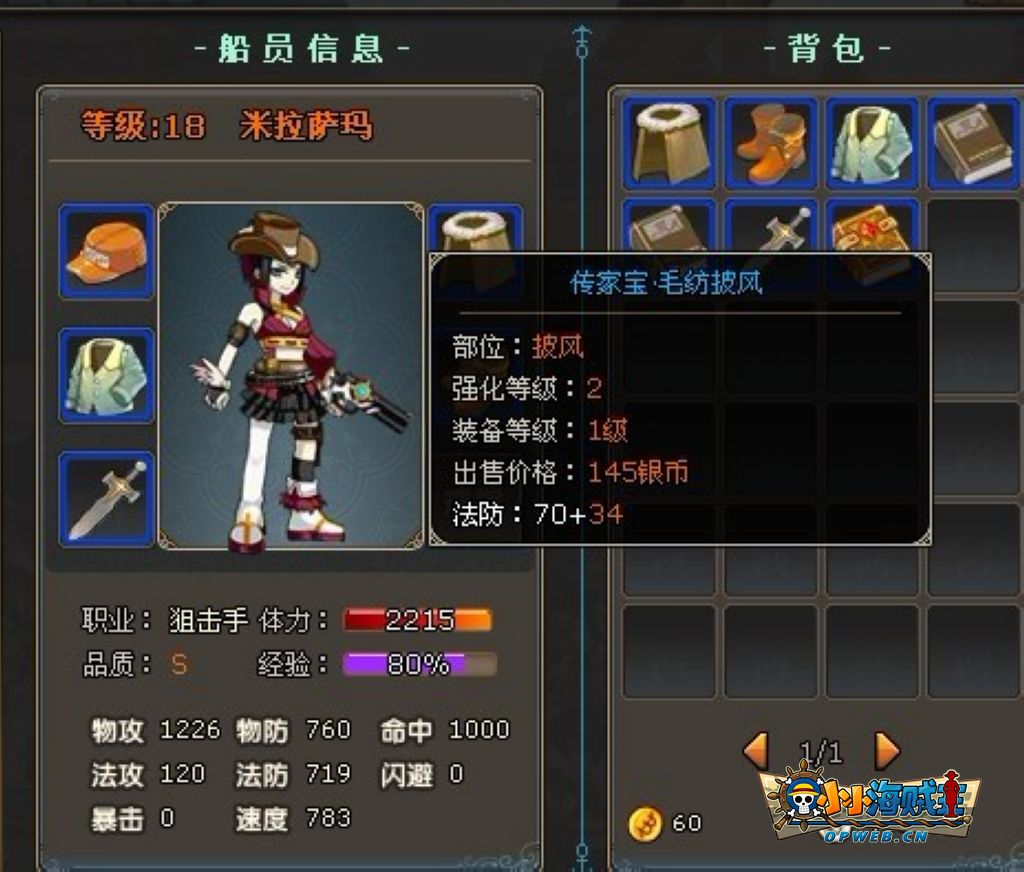 -船员信息-
-背包-
等级:18 米拉萨玛
传家宝·毛纺披风
部位：披风
强化等级：2
装备等级：1级
出售价格：145银币
法防：70+34
职业：狙击手 体力：2215
品质：S 经验：80%
物攻 1226 物防 760 命中 1000
法攻 120 法防 719 闪避 0
暴击 0 速度 783
1/1
60
小小海贼王
OPWEB.CN